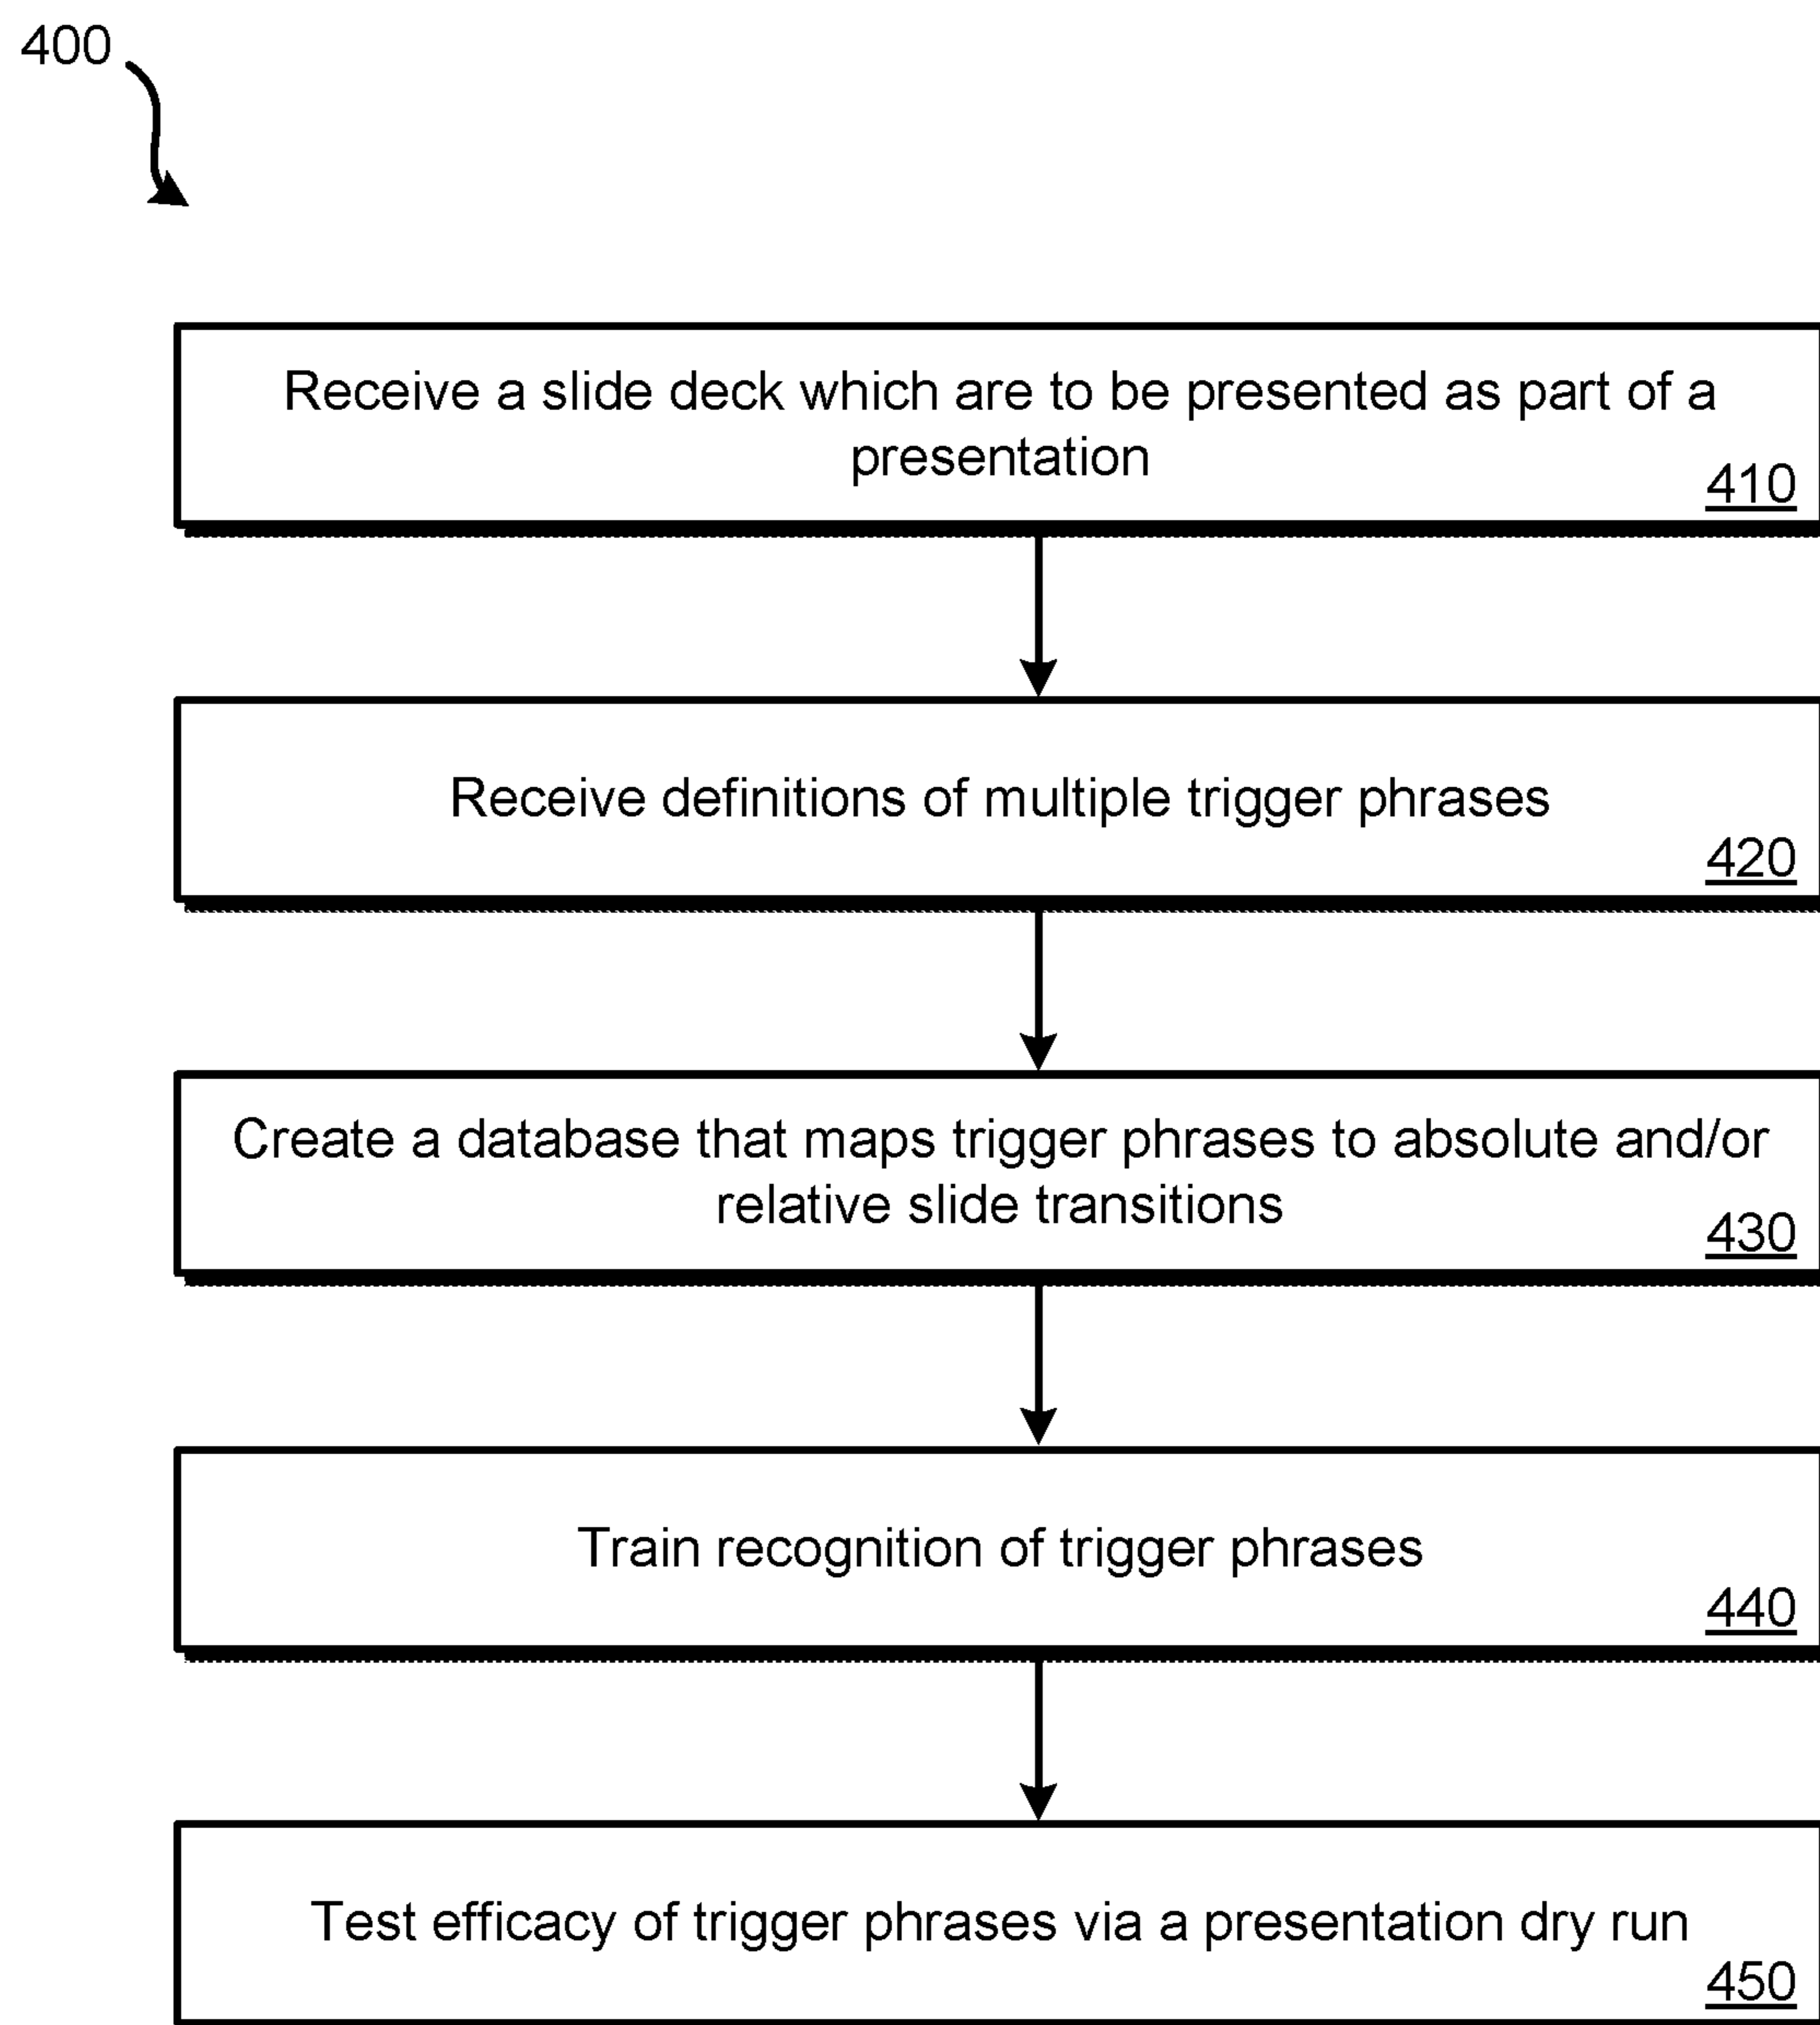 400
Receive a slide deck which are to be presented as part of a
presentation
410
Receive definitions of multiple trigger phrases
420
Create a database that maps trigger phrases to absolute and/or
relative slide transitions
430
Train recognition of trigger phrases
440
Test efficacy of trigger phrases via a presentation dry run
450